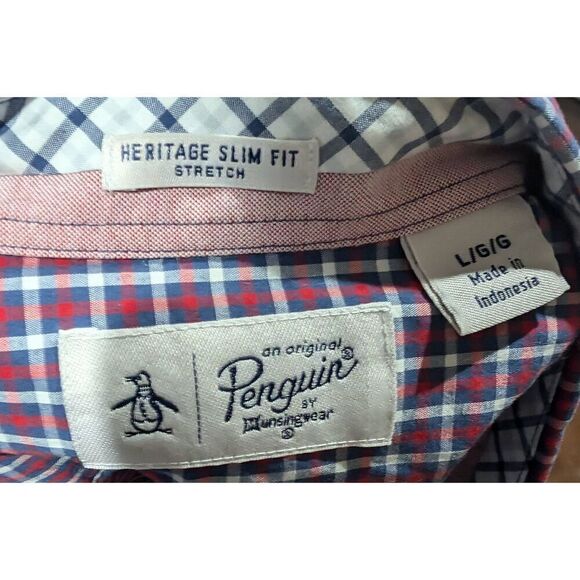 HERITAGE SLIM FIT
STRETCH
L/G/G
Made in
Indonesia
an original
Penguin®
BY
Munsingwear
®